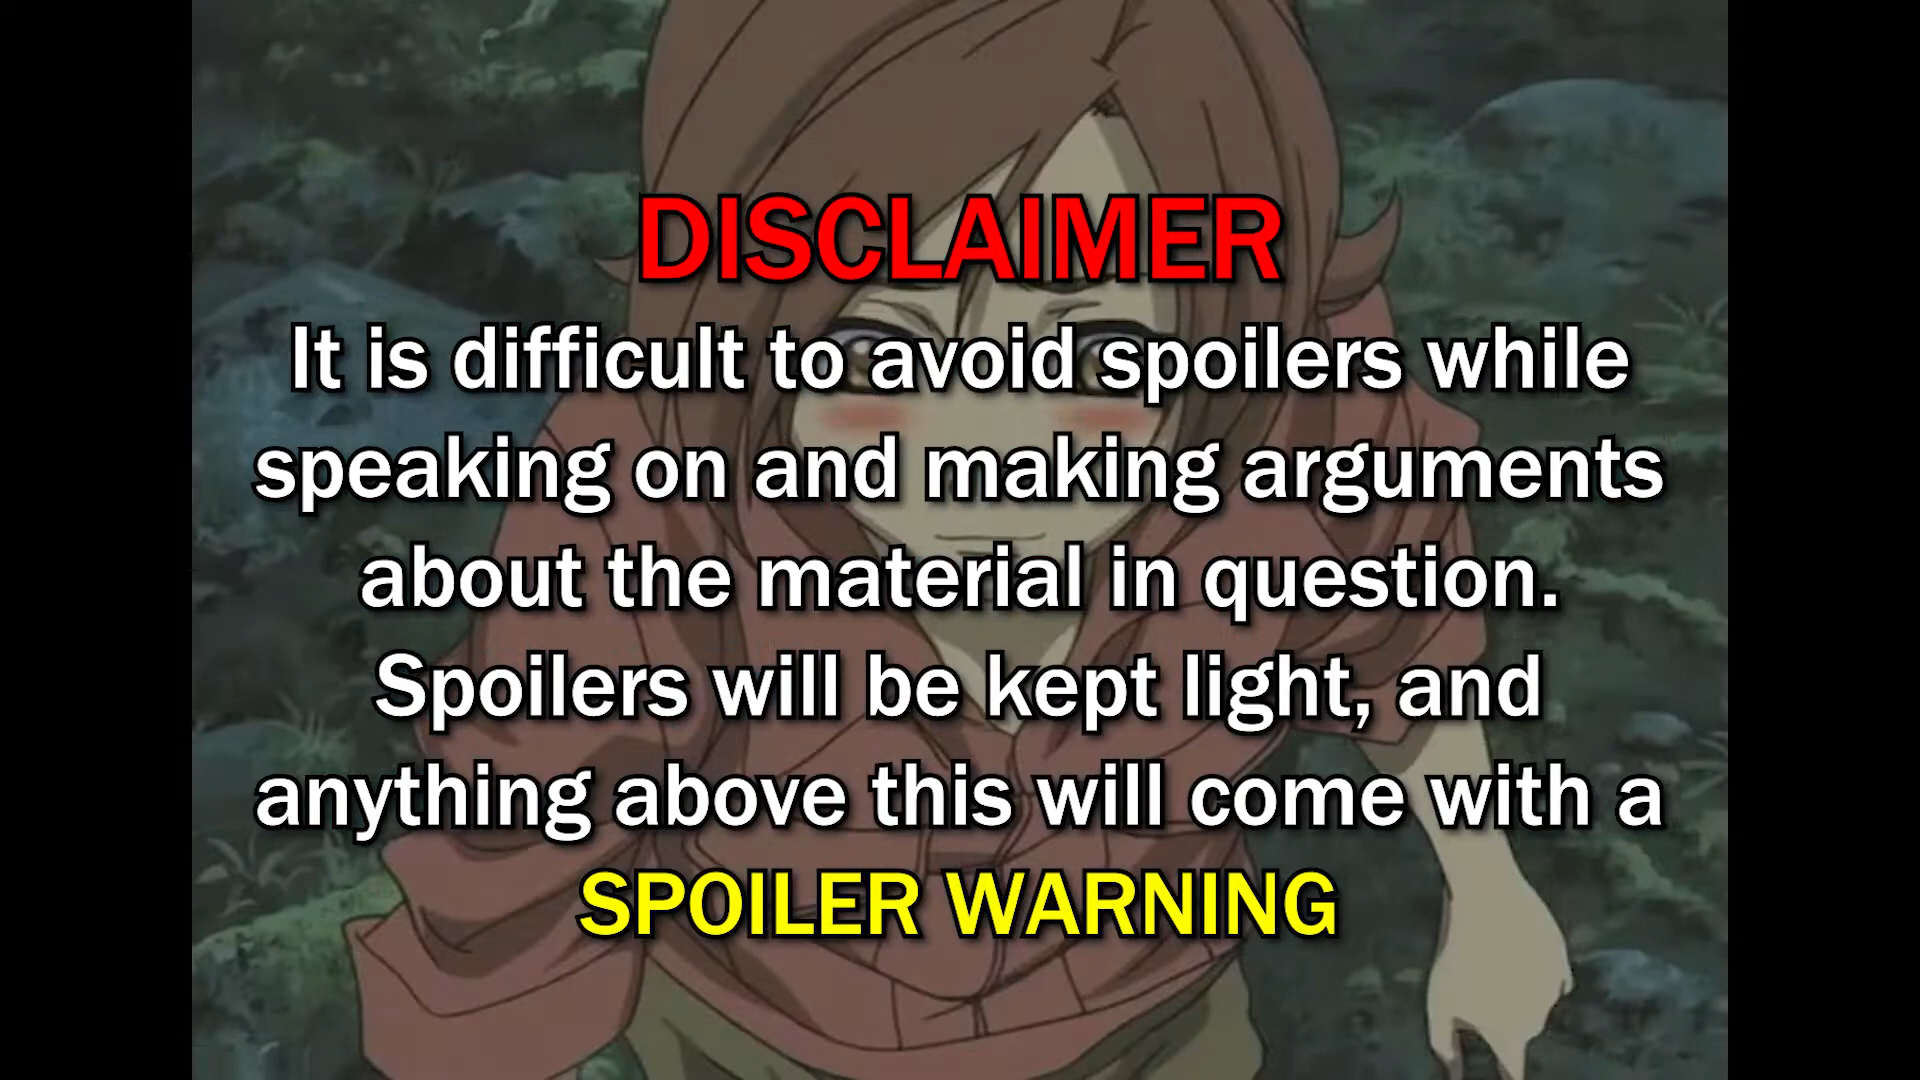 DISCLAIMER
It is difficult to avoid spoilers while
speaking on and making arguments
about the material in question.
Spoilers will be kept light, and
anything above this will come with a
SPOILER WARNING